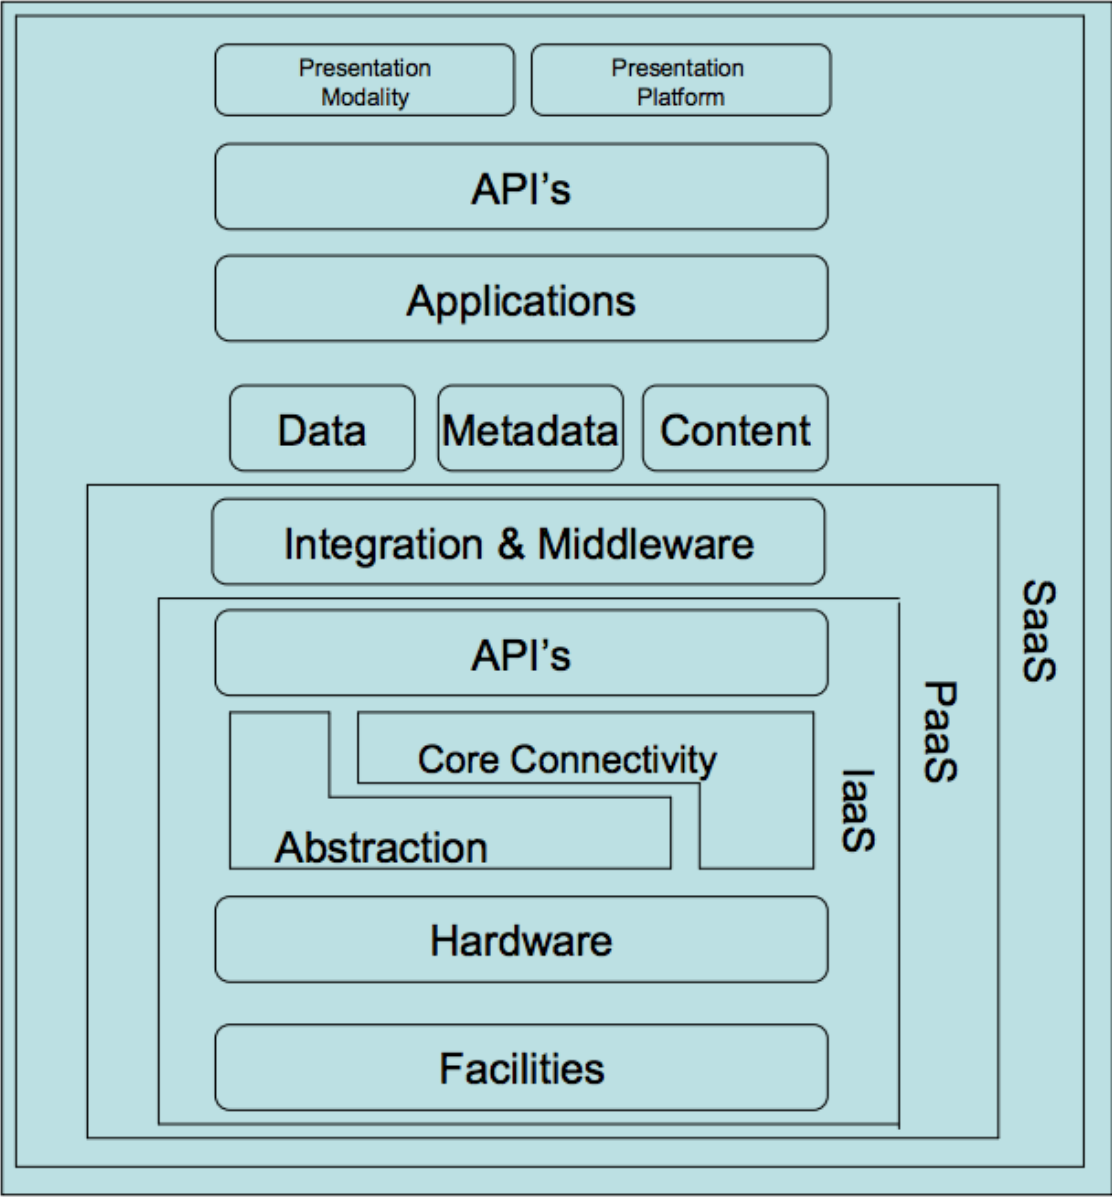 Presentation
Modality
Presentation
Platform
API's
Applications
Data
Metadata
Content
Integration & Middleware
API's
Core Connectivity
Abstraction
Hardware
Facilities
IaaS
PaaS
SaaS